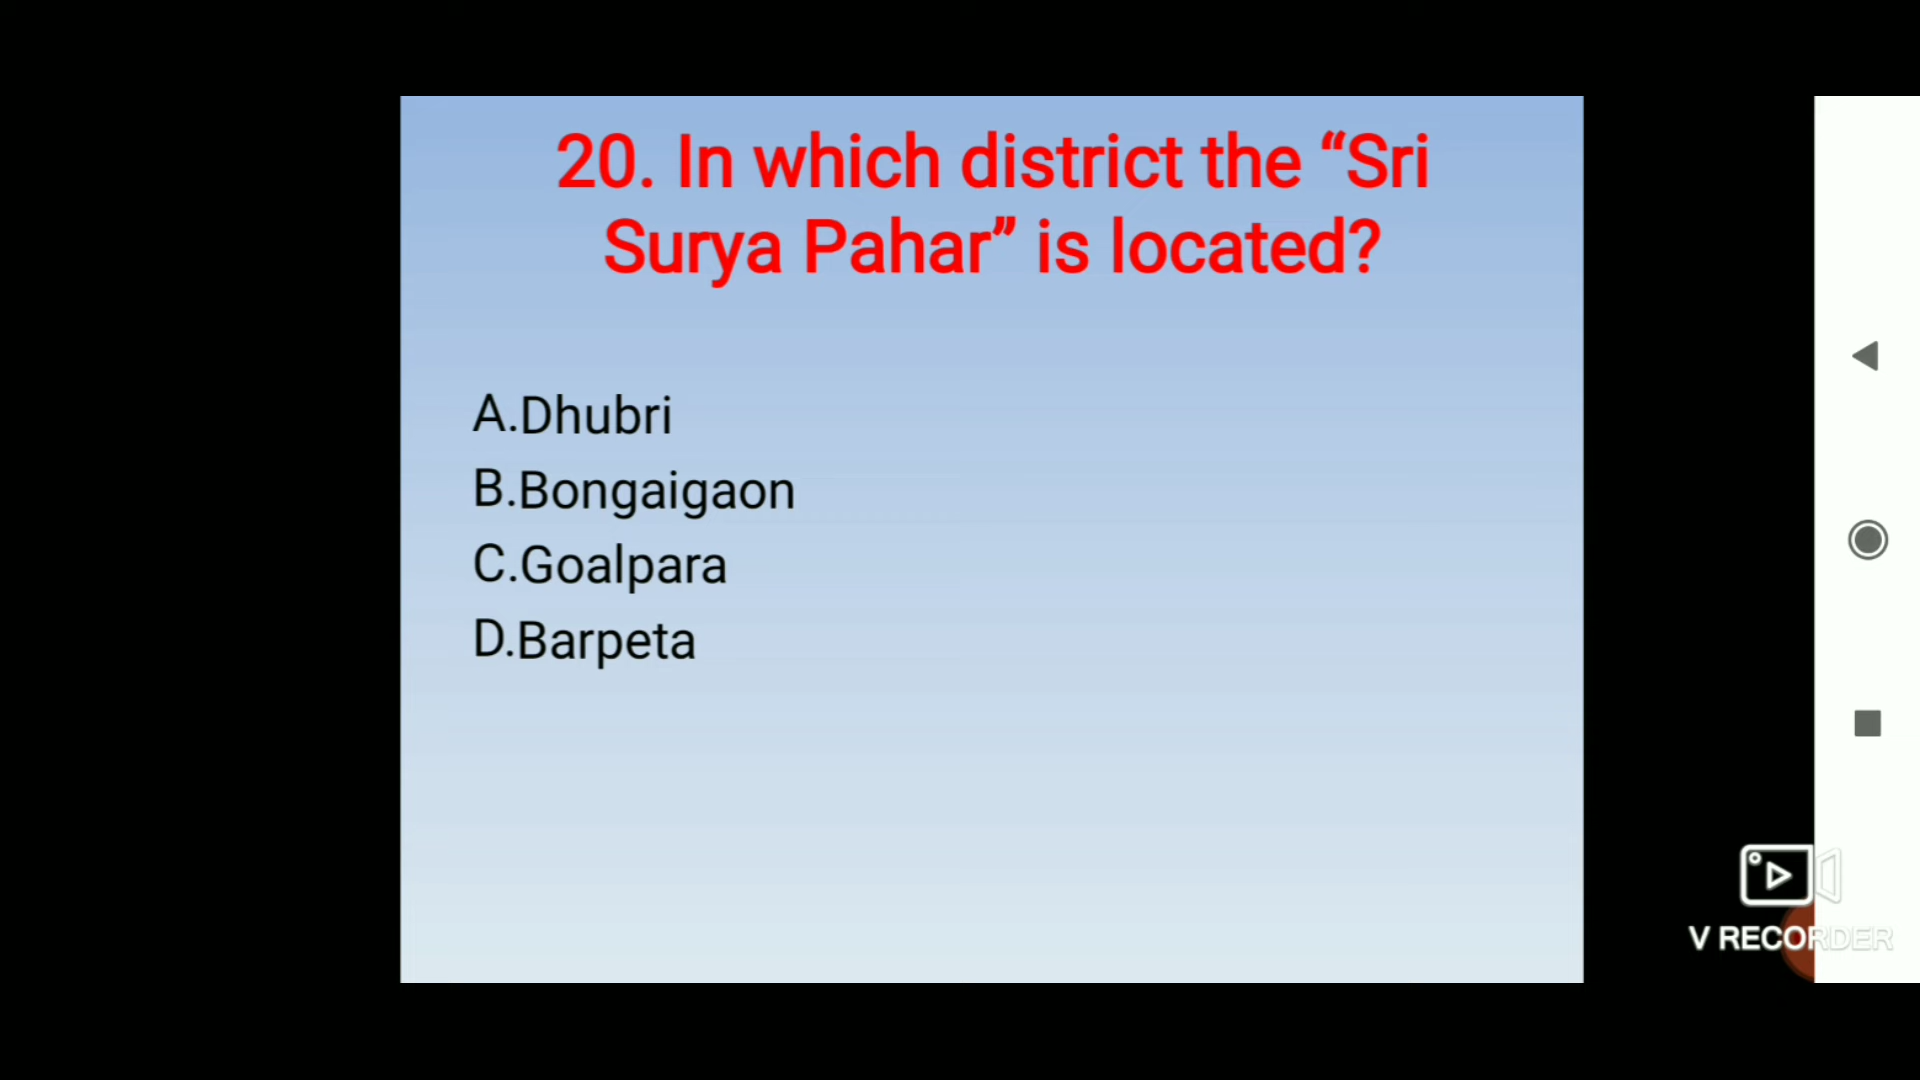 20. In which district the “Sri
Surya Pahar” is located?
A.Dhubri
B.Bongaigaon
C.Goalpara
D.Barpeta
V RECORDER